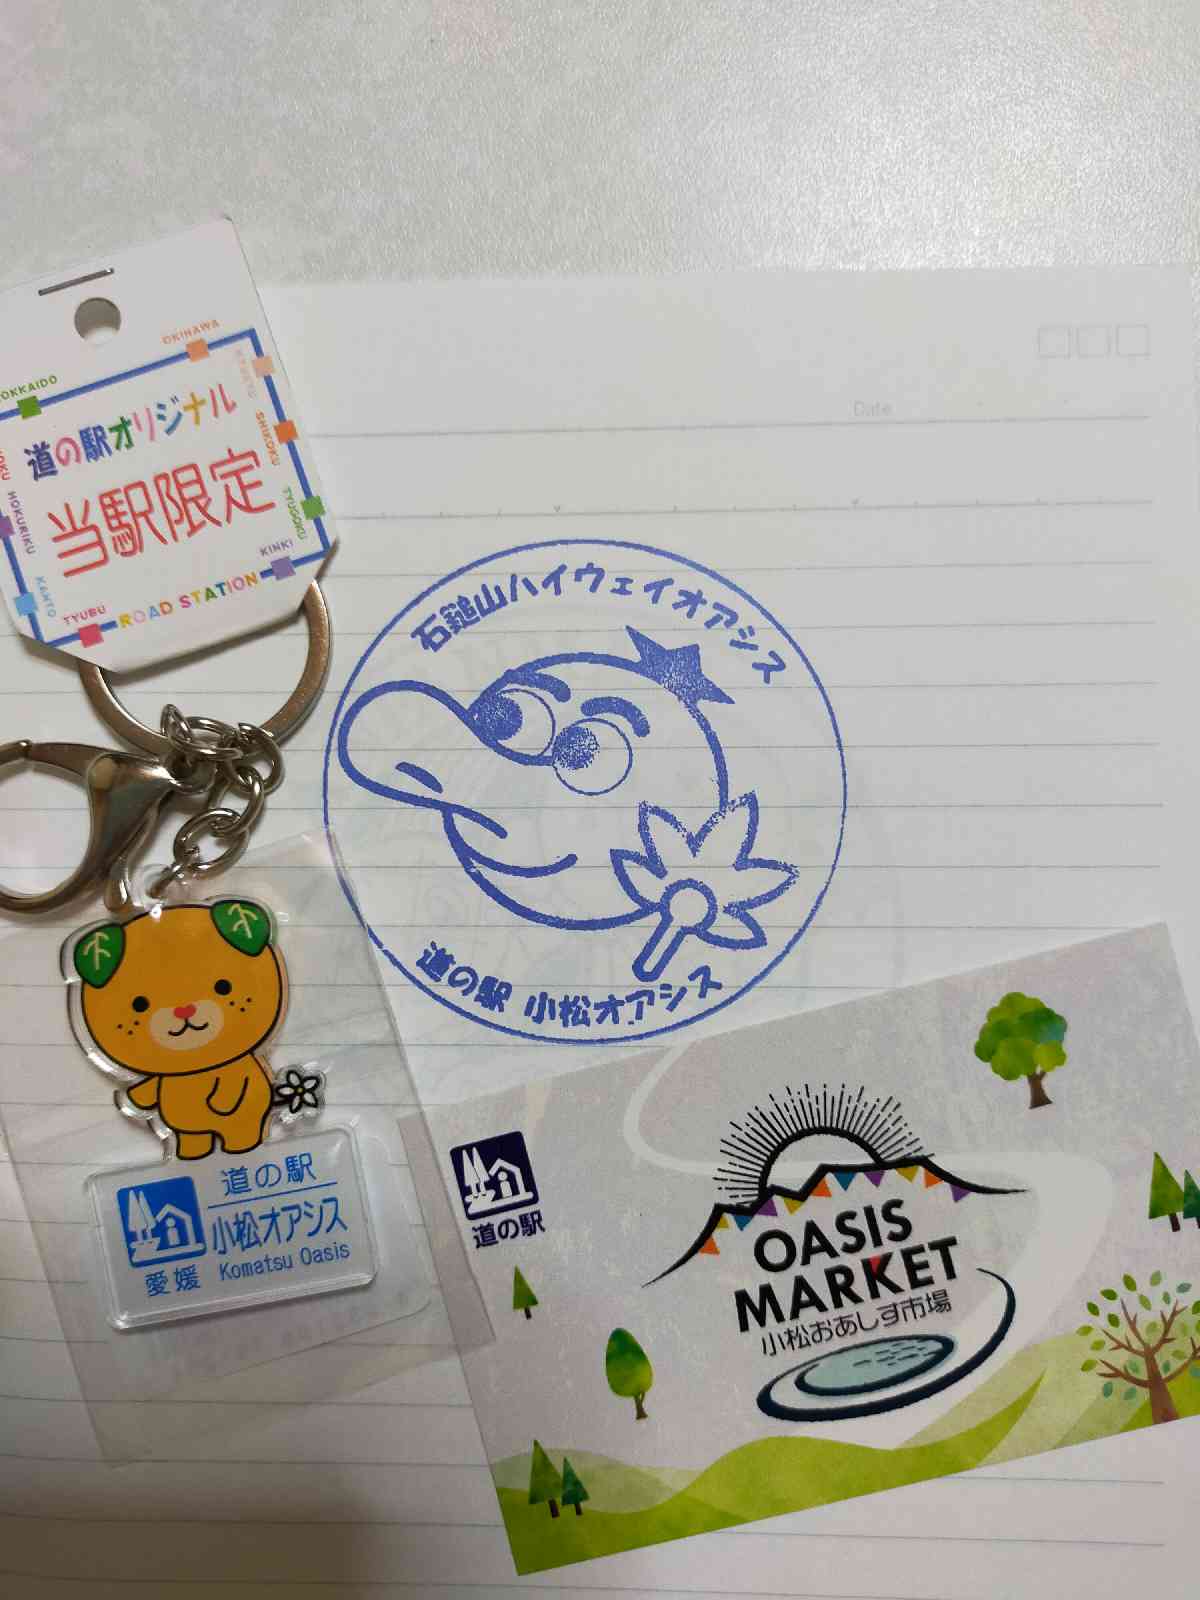 OKINAWA
HOKKAIDO
道の駅オリジナル
当駅限定
SHIKOKU
TYUGOKU
HOKURIKU
KINKI
KANTO
TYUBU
ROAD STATION
Date
石鎚山ハイウェイオアシス
道の駅 小松オアシス
道の駅
小松オアシス
愛媛
Komatsu Oasis
道の駅
OASIS
MARKET
小松おあしす市場